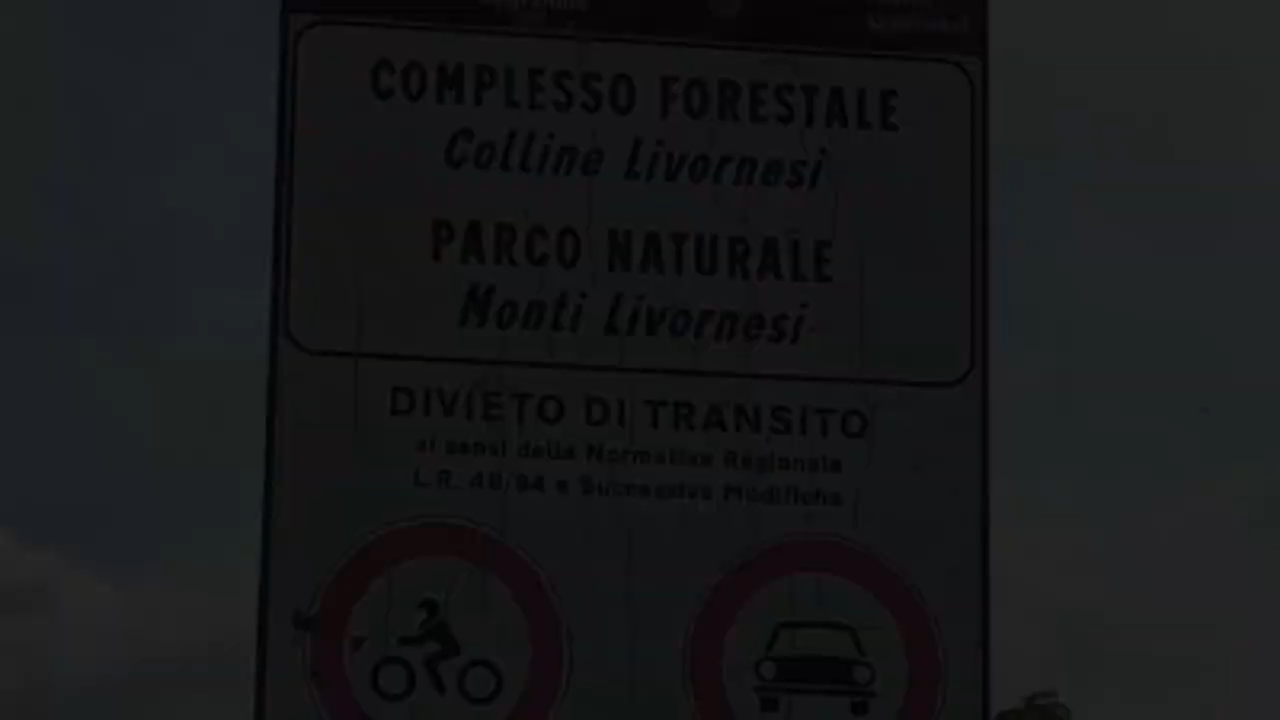 COMPLESSO FORESTALE
Colline Livornesi
PARCO NATURALE
Monti Livornesi
DIVIETO DI TRANSITO
ai sensi della Normativa Regionale
L.R. 48/94 e Successive Modifiche